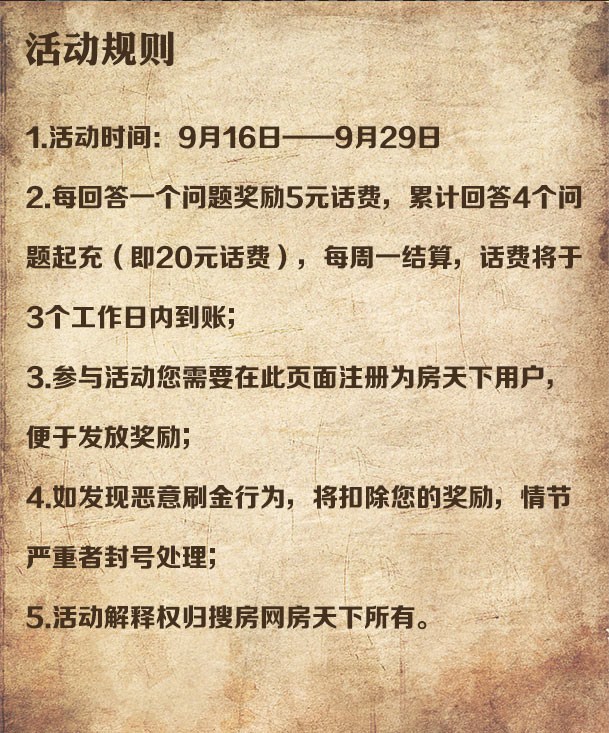 活动规则
1.活动时间：9月16日——9月29日
2.每回答一个问题奖励5元话费，累计回答4个问
题起充（即20元话费），每周一结算，话费将于
3个工作日内到账；
3.参与活动您需要在此页面注册为房天下用户，
便于发放奖励；
4.如发现恶意刷金行为，将扣除您的奖励，情节
严重者封号处理；
5.活动解释权归搜房网房天下所有。